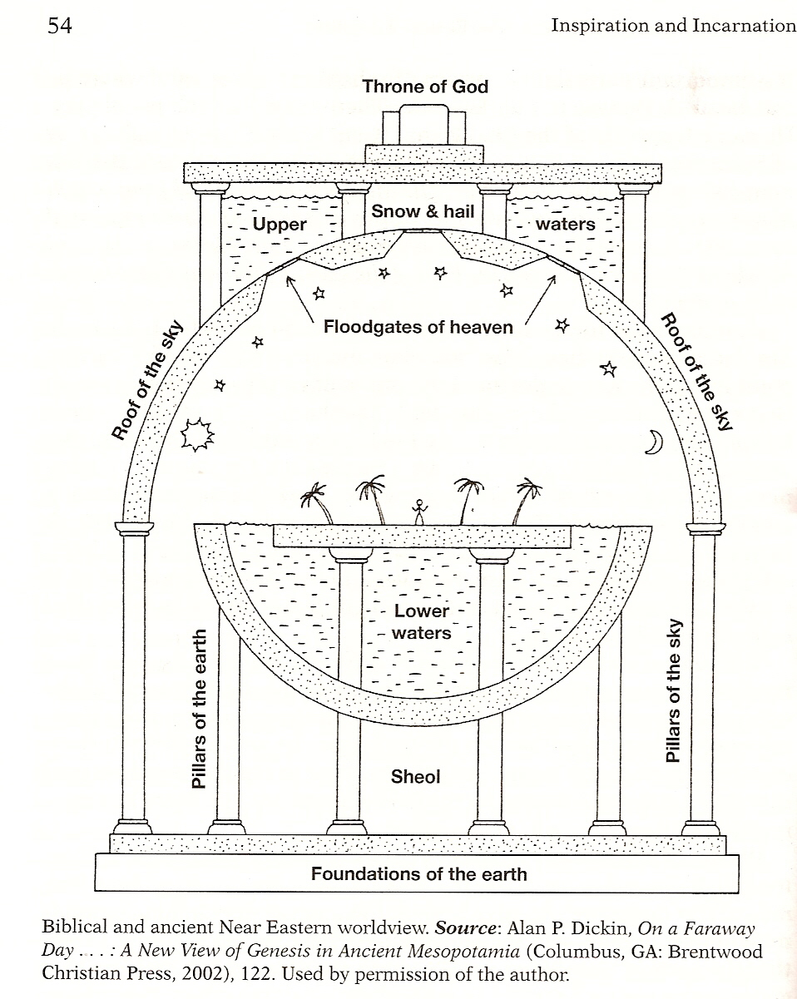 54
Inspiration and Incarnation
Throne of God
Snow & hail
Upper
waters
Floodgates of heaven
Roof of the sky
Roof of the sky
Lower
waters
Pillars of the earth
Pillars of the sky
Sheol
Foundations of the earth
Biblical and ancient Near Eastern worldview. Source: Alan P. Dickin, On a Faraway
Day . . . . : A New View of Genesis in Ancient Mesopotamia (Columbus, GA: Brentwood
Christian Press, 2002), 122. Used by permission of the author.